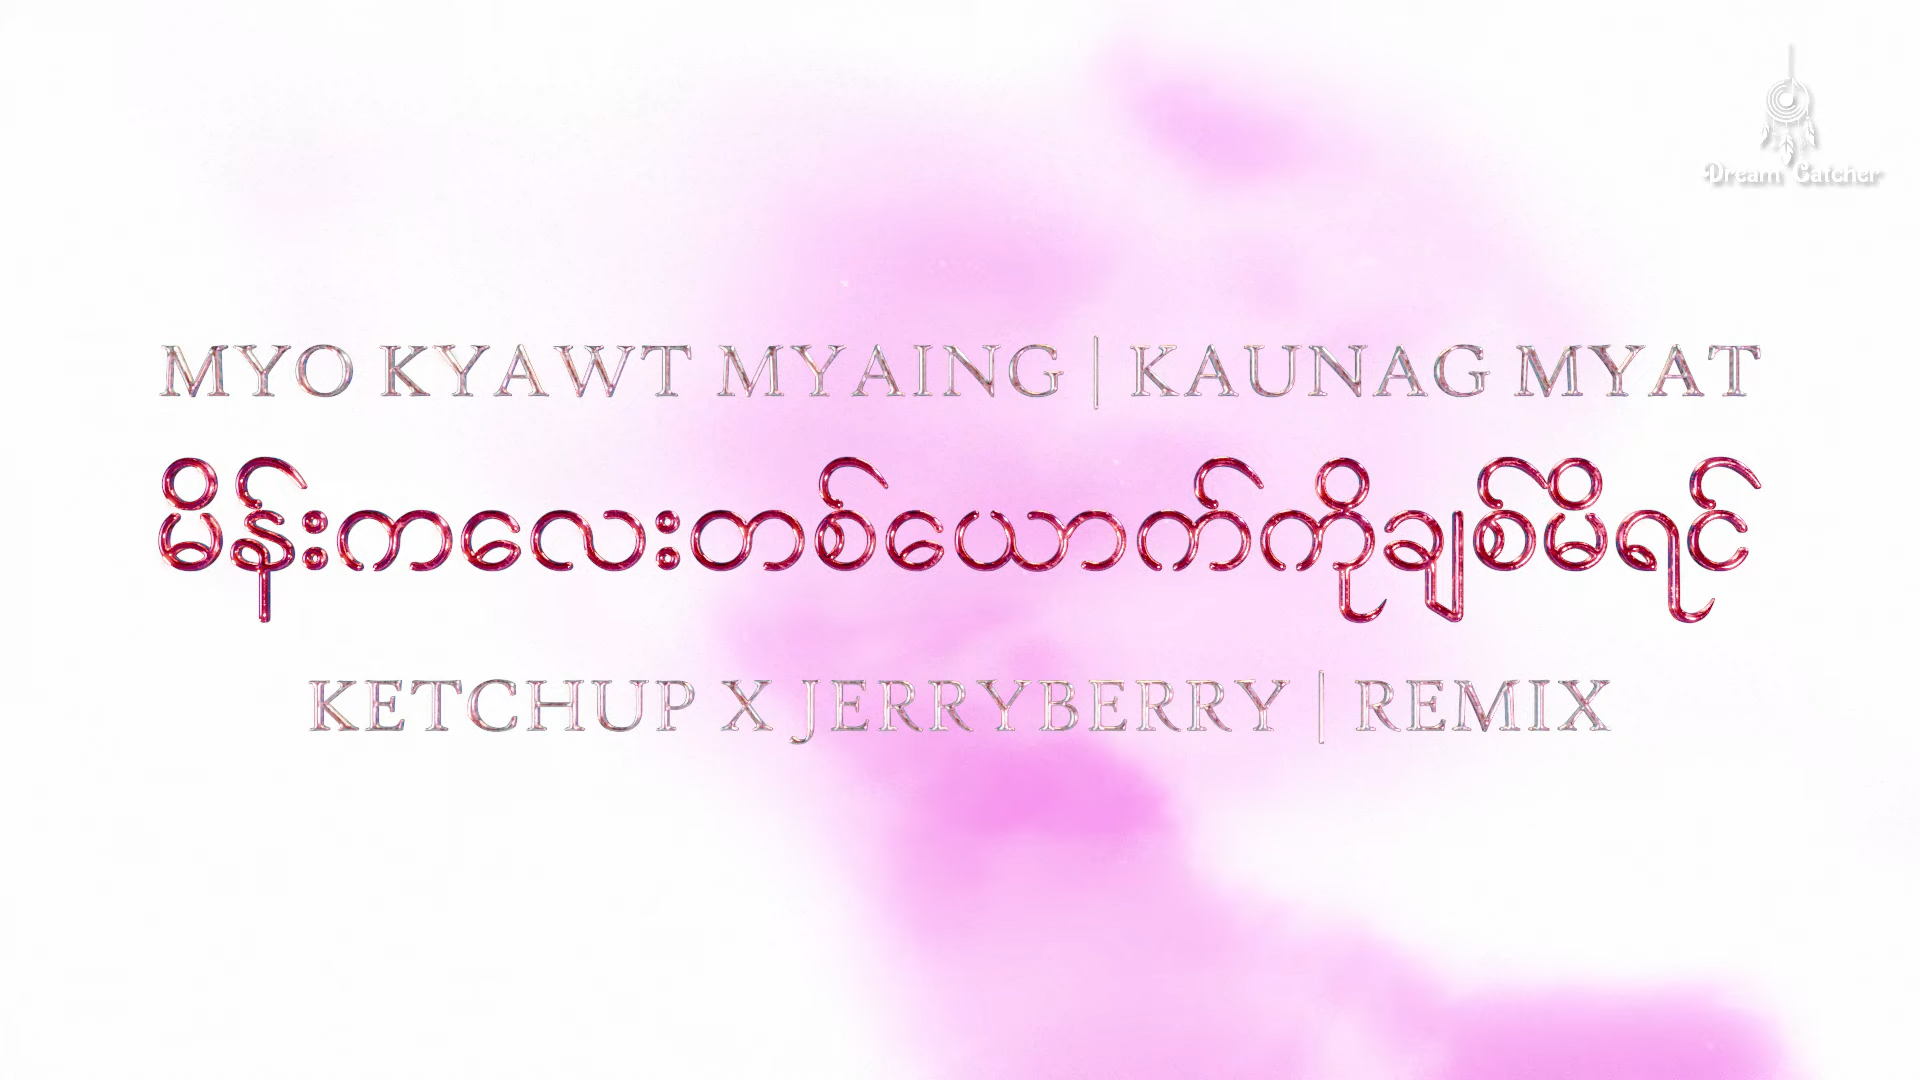 Dream Catcher
MYO KYAWT MYAING | KAUNAG MYAT
မိန်းကလေးတစ်ယောက်ကိုချစ်မိရင်
KETCHUP X JERRYBERRY | REMIX